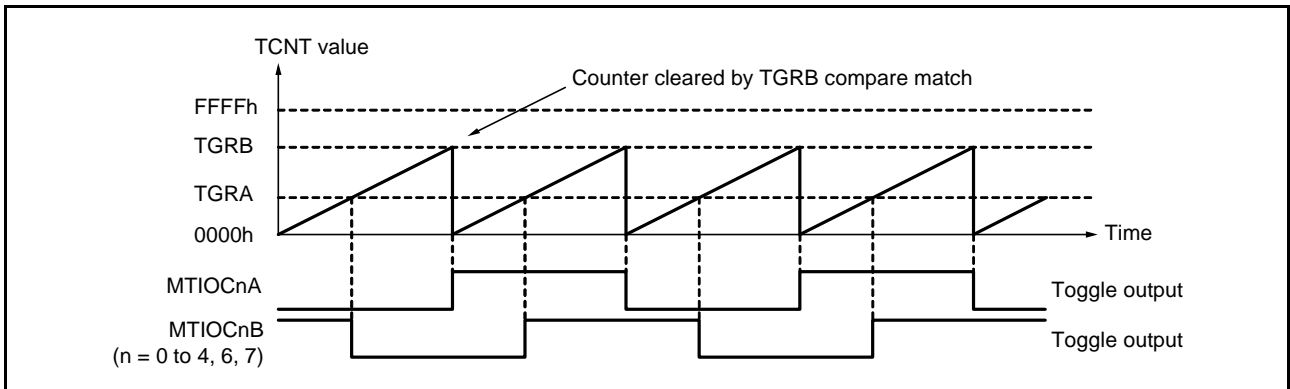 TCNT value
Counter cleared by TGRB compare match
FFFFh
TGRB
TGRA
0000h
Time
MTIOCnA
Toggle output
MTIOCnB
Toggle output
(n = 0 to 4, 6, 7)